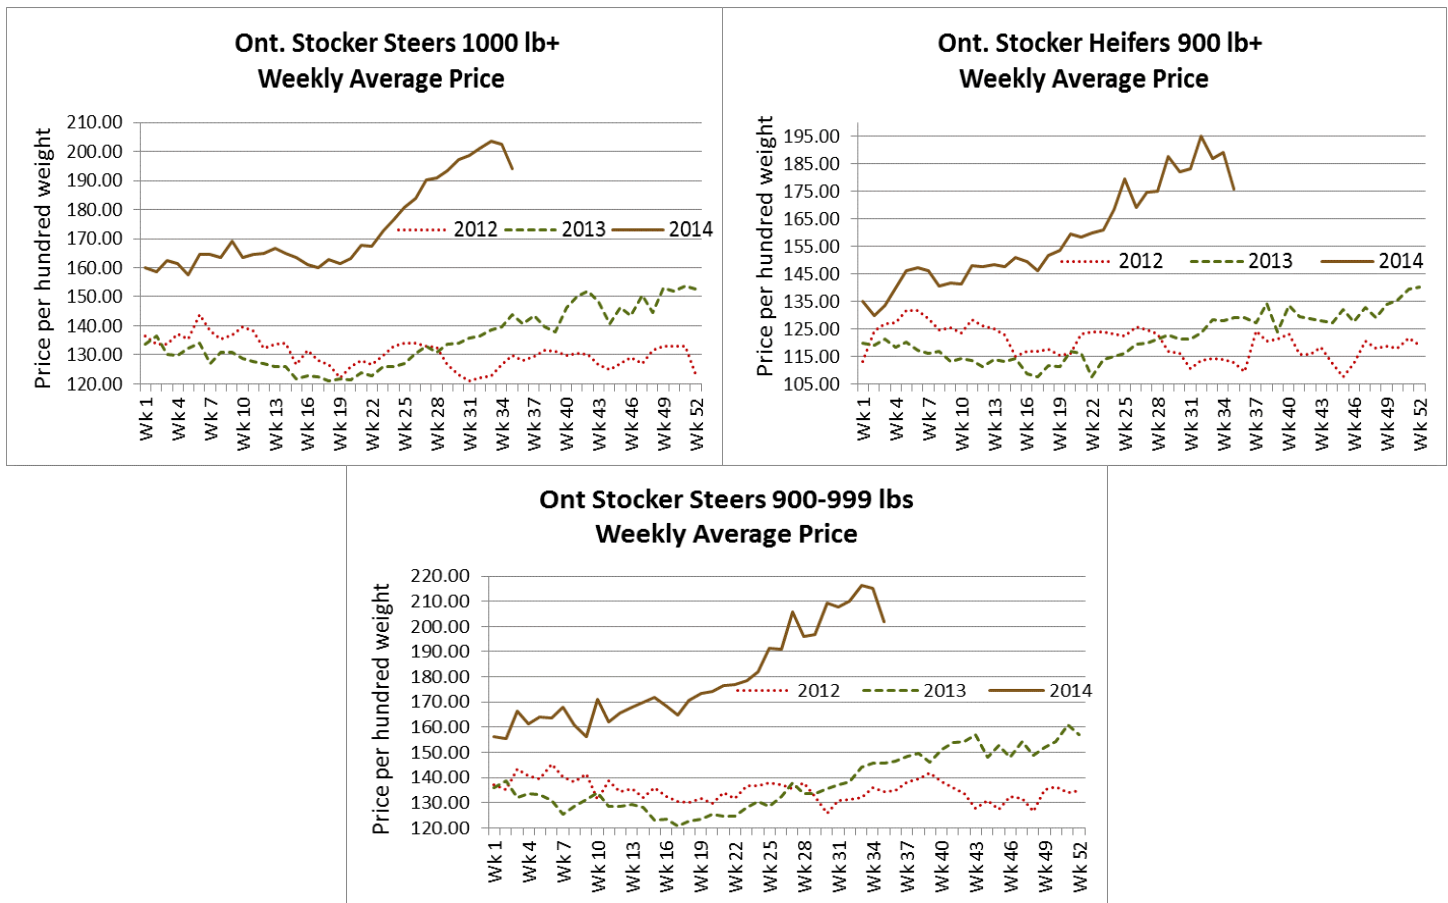 Ont. Stocker Steers 1000 lb+
Weekly Average Price
Price per hundred weight
210.00
200.00
190.00
180.00
170.00
160.00
150.00
140.00
130.00
120.00
2012
2013
2014
Wk 1
Wk 4
Wk 7
Wk 10
Wk 13
Wk 16
Wk 19
Wk 22
Wk 25
Wk 28
Wk 31
Wk 34
Wk 37
Wk 40
Wk 43
Wk 46
Wk 49
Wk 52
Ont. Stocker Heifers 900 lb+
Weekly Average Price
Price per hundred weight
195.00
185.00
175.00
165.00
155.00
145.00
135.00
125.00
115.00
105.00
2012
2013
2014
Wk 1
Wk 4
Wk 7
Wk 10
Wk 13
Wk 16
Wk 19
Wk 22
Wk 25
Wk 28
Wk 31
Wk 34
Wk 37
Wk 40
Wk 43
Wk 46
Wk 49
Wk 52
Ont Stocker Steers 900-999 lbs
Weekly Average Price
Price per hundred weight
220.00
210.00
200.00
190.00
180.00
170.00
160.00
150.00
140.00
130.00
120.00
2012
2013
2014
Wk 1
Wk 4
Wk 7
Wk 10
Wk 13
Wk 16
Wk 19
Wk 22
Wk 25
Wk 28
Wk 31
Wk 34
Wk 37
Wk 40
Wk 43
Wk 46
Wk 49
Wk 52